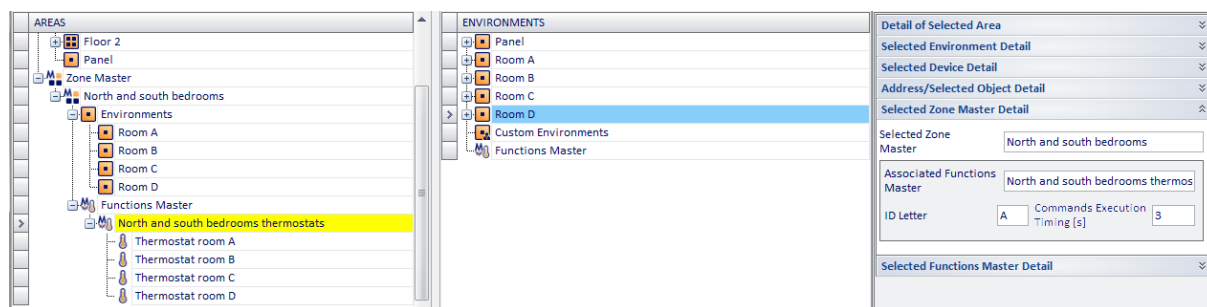 AREAS
Floor 2
Panel
Zone Master
North and south bedrooms
Environments
Room A
Room B
Room C
Room D
Functions Master
North and south bedrooms thermostats
Thermostat room A
Thermostat room B
Thermostat room C
Thermostat room D
ENVIRONMENTS
Panel
Room A
Room B
Room C
Room D
Custom Environments
Functions Master
Detail of Selected Area
Selected Environment Detail
Selected Device Detail
Address/Selected Object Detail
Selected Zone Master Detail
Selected Zone
Master
North and south bedrooms
Associated Functions
Master
North and south bedrooms thermos
ID Letter
A
Commands Execution
Timing [s]
3
Selected Functions Master Detail